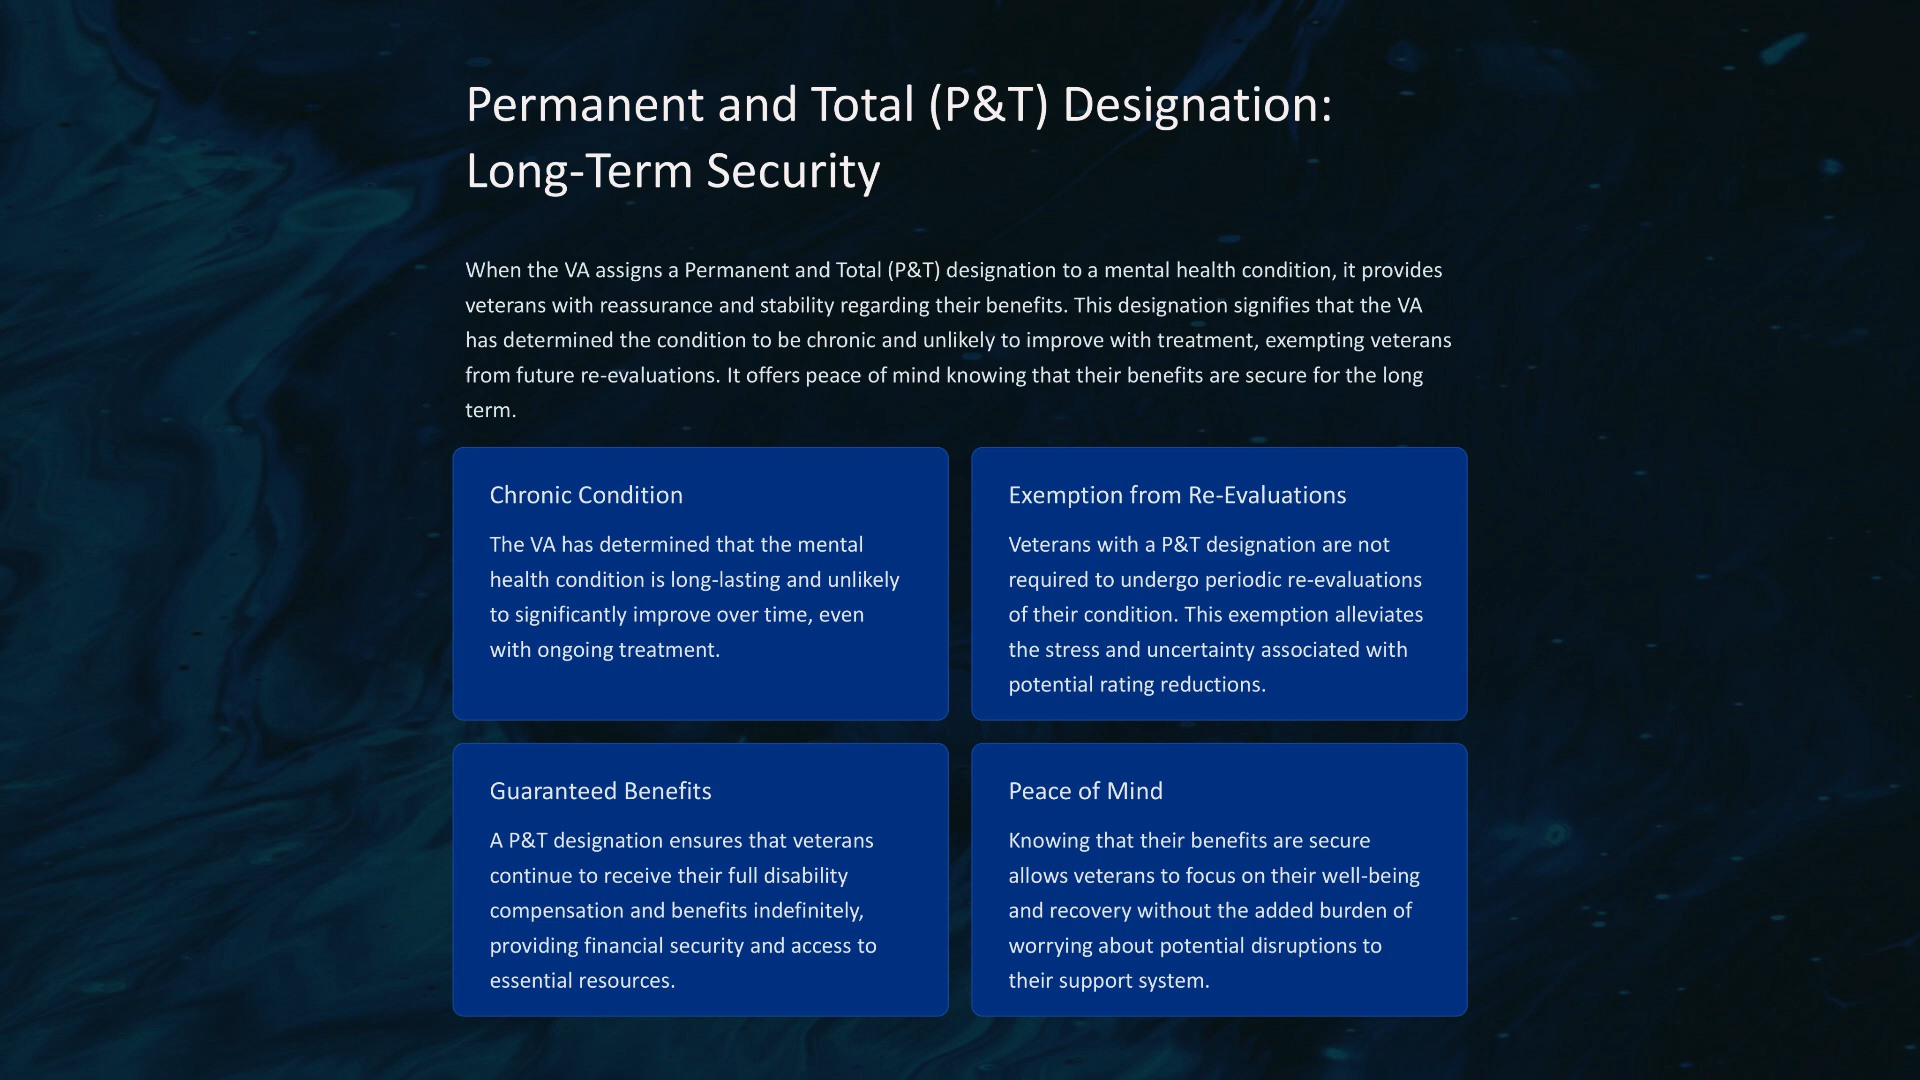 Permanent and Total (P&T) Designation:
Long-Term Security
When the VA assigns a Permanent and Total (P&T) designation to a mental health condition, it provides
veterans with reassurance and stability regarding their benefits. This designation signifies that the VA
has determined the condition to be chronic and unlikely to improve with treatment, exempting veterans
from future re-evaluations. It offers peace of mind knowing that their benefits are secure for the long
term.
Chronic Condition
The VA has determined that the mental
health condition is long-lasting and unlikely
to significantly improve over time, even
with ongoing treatment.
Exemption from Re-Evaluations
Veterans with a P&T designation are not
required to undergo periodic re-evaluations
of their condition. This exemption alleviates
the stress and uncertainty associated with
potential rating reductions.
Guaranteed Benefits
A P&T designation ensures that veterans
continue to receive their full disability
compensation and benefits indefinitely,
providing financial security and access to
essential resources.
Peace of Mind
Knowing that their benefits are secure
allows veterans to focus on their well-being
and recovery without the added burden of
worrying about potential disruptions to
their support system.